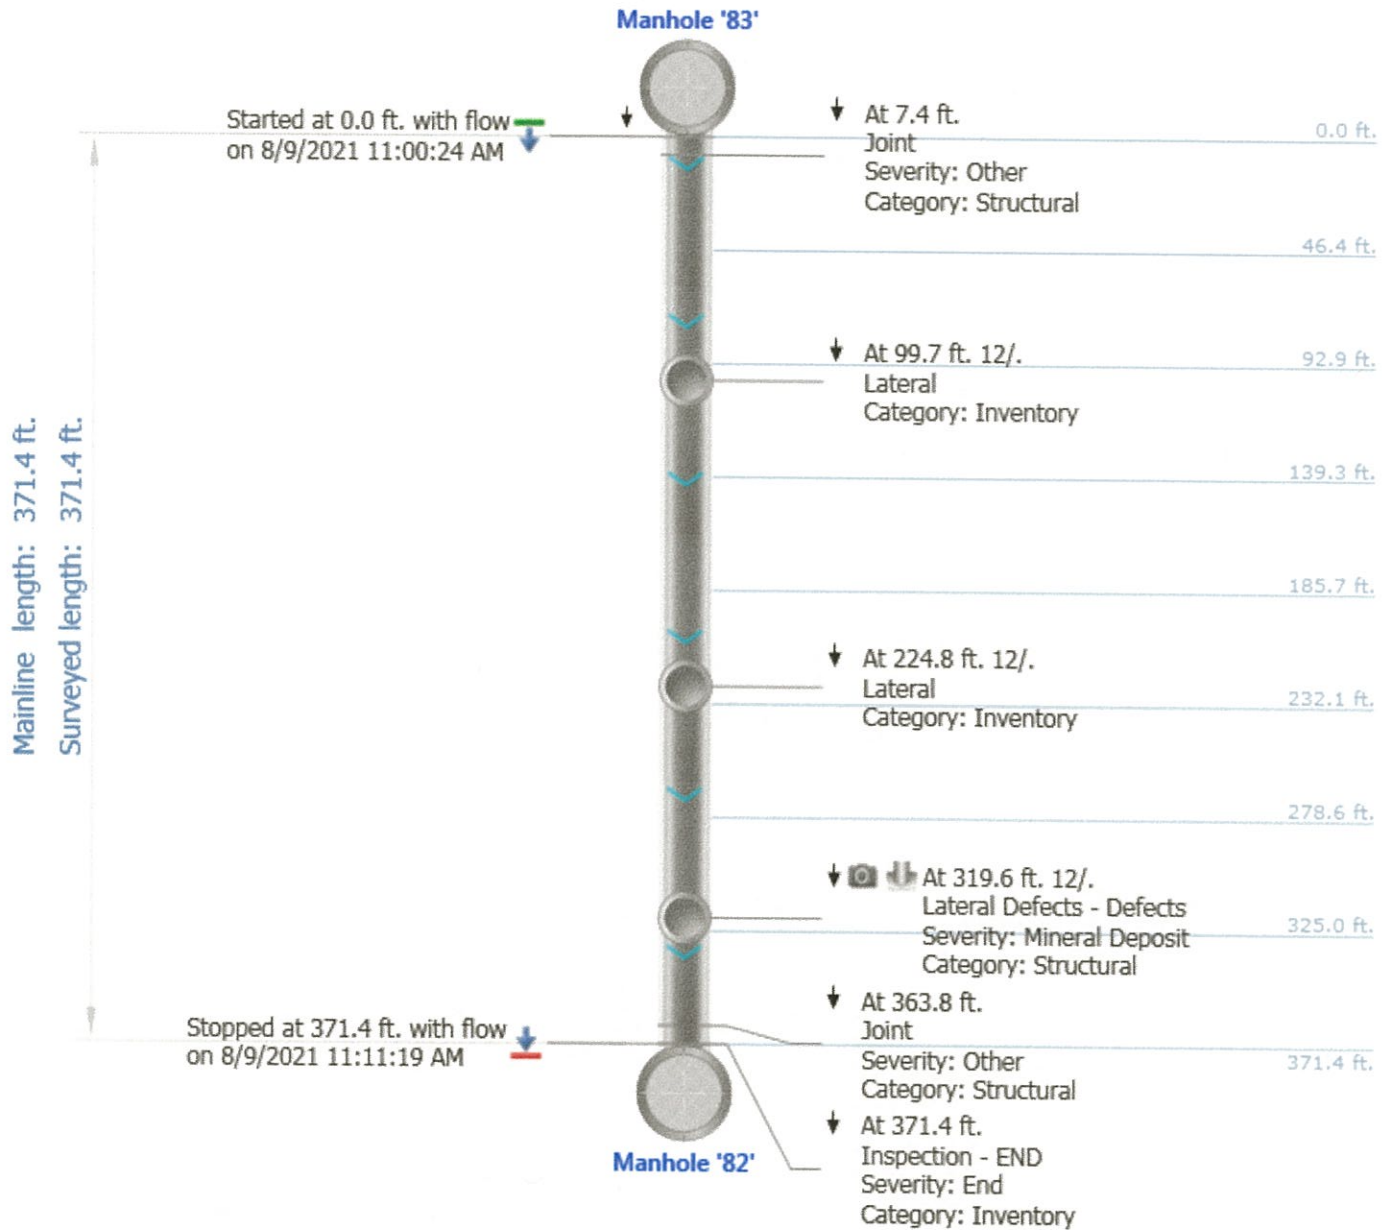 Manhole '83'
Started at 0.0 ft. with flow
on 8/9/2021 11:00:24 AM
At 7.4 ft.
Joint
Severity: Other
Category: Structural
0.0 ft.
46.4 ft.
At 99.7 ft. 12/.
Lateral
Category: Inventory
92.9 ft.
139.3 ft.
Mainline length: 371.4 ft.
Surveyed length: 371.4 ft.
185.7 ft.
At 224.8 ft. 12/.
Lateral
Category: Inventory
232.1 ft.
278.6 ft.
At 319.6 ft. 12/.
Lateral Defects - Defects
Severity: Mineral Deposit
Category: Structural
325.0 ft.
At 363.8 ft.
Joint
Severity: Other
Category: Structural
Stopped at 371.4 ft. with flow
on 8/9/2021 11:11:19 AM
371.4 ft.
At 371.4 ft.
Inspection - END
Severity: End
Category: Inventory
Manhole '82'